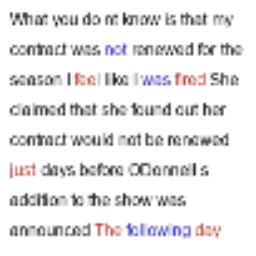 What you do nt know is that my
contract was not renewed for the
season I feel like I was fired She
claimed that she found out her
contract would not be renewed
just days before ODonnell s
addition to the show was
announced The following day